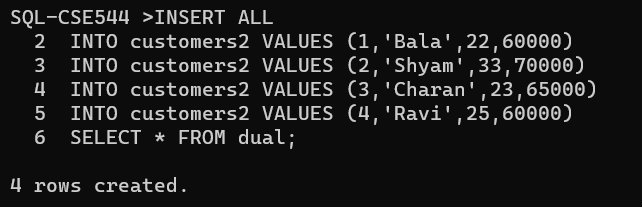 SQL-CSE544 >INSERT ALL
2 INTO customers2 VALUES (1,'Bala',22,60000)
3 INTO customers2 VALUES (2,'Shyam',33,70000)
4 INTO customers2 VALUES (3,'Charan',23,65000)
5 INTO customers2 VALUES (4,'Ravi',25,60000)
6 SELECT * FROM dual;
4 rows created.